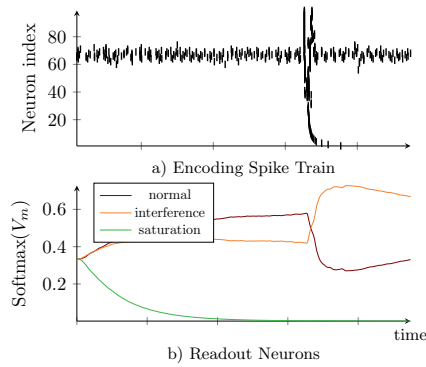 80
60
40
20
Neuron index
a) Encoding Spike Train
0.6
0.4
0.2
Softmax(Vm)
normal
interference
saturation
time
b) Readout Neurons